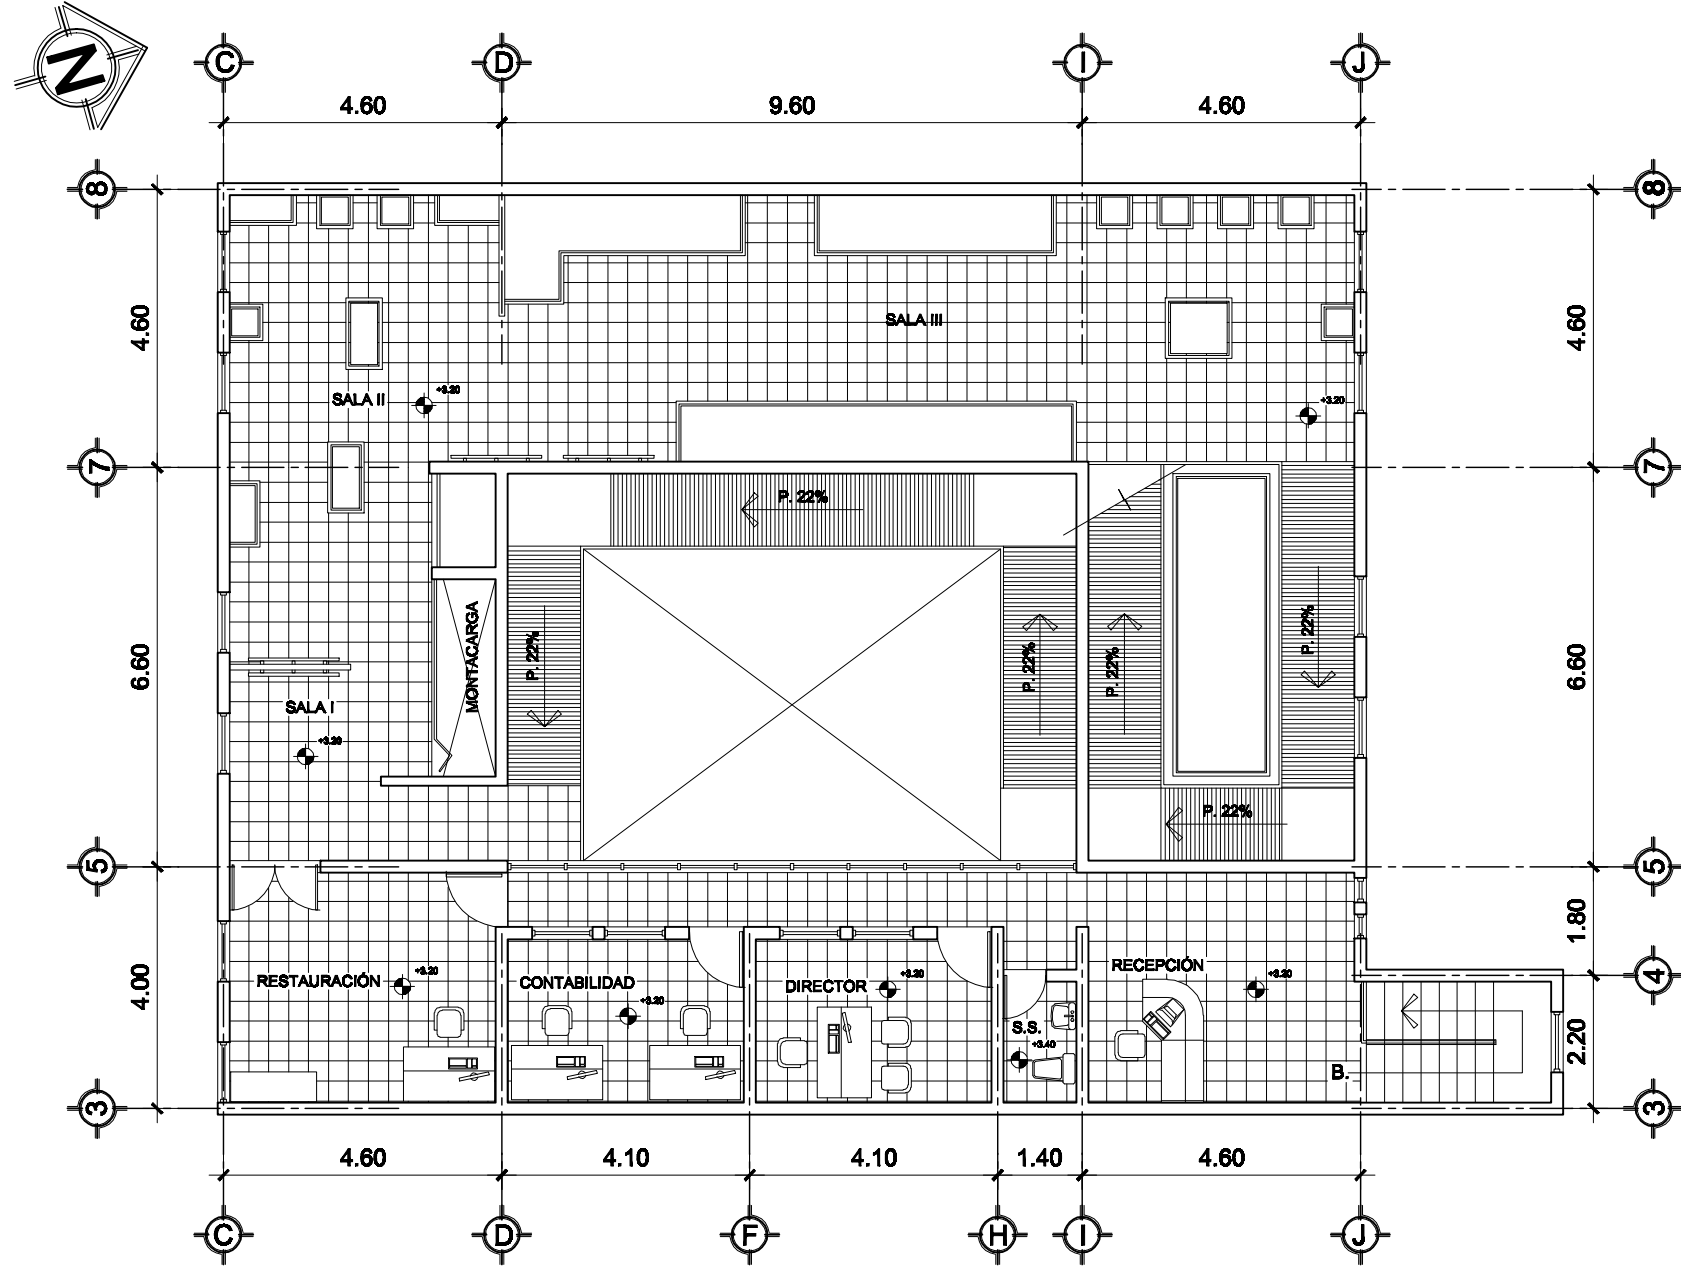 N
C D I J
4.60 9.60 4.60
8 8
4.60 SALA III 4.60
SALA II +3.20 +3.20
7 7
P. 22%
6.60 MONTACARGA P. 22% P. 22% P. 22% P. 22% 6.60
SALA I
+3.20
P. 22%
5 5
1.80
4.00 RESTAURACIÓN +3.20 CONTABILIDAD +3.20 DIRECTOR +3.20 RECEPCIÓN +3.20 4
S.S.
+3.40 2.20
B.
3 3
4.60 4.10 4.10 1.40 4.60
C D F H I J